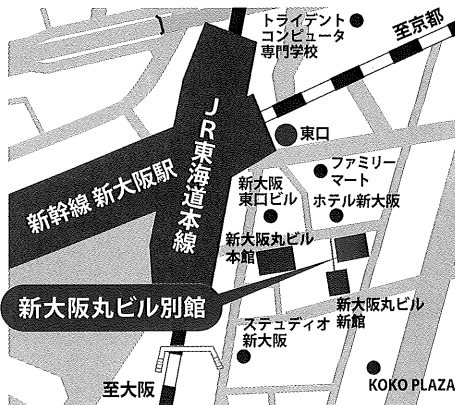 トライデント
コンピュータ
専門学校
至京都
JR東海道本線
東口
ファミリー
マート
新幹線 新大阪駅
新大阪
東口ビル
ホテル新大阪
新大阪丸ビル
本館
新大阪丸ビル別館
新大阪丸ビル
新館
ステュディオ
新大阪
至大阪
KOKO PLAZA